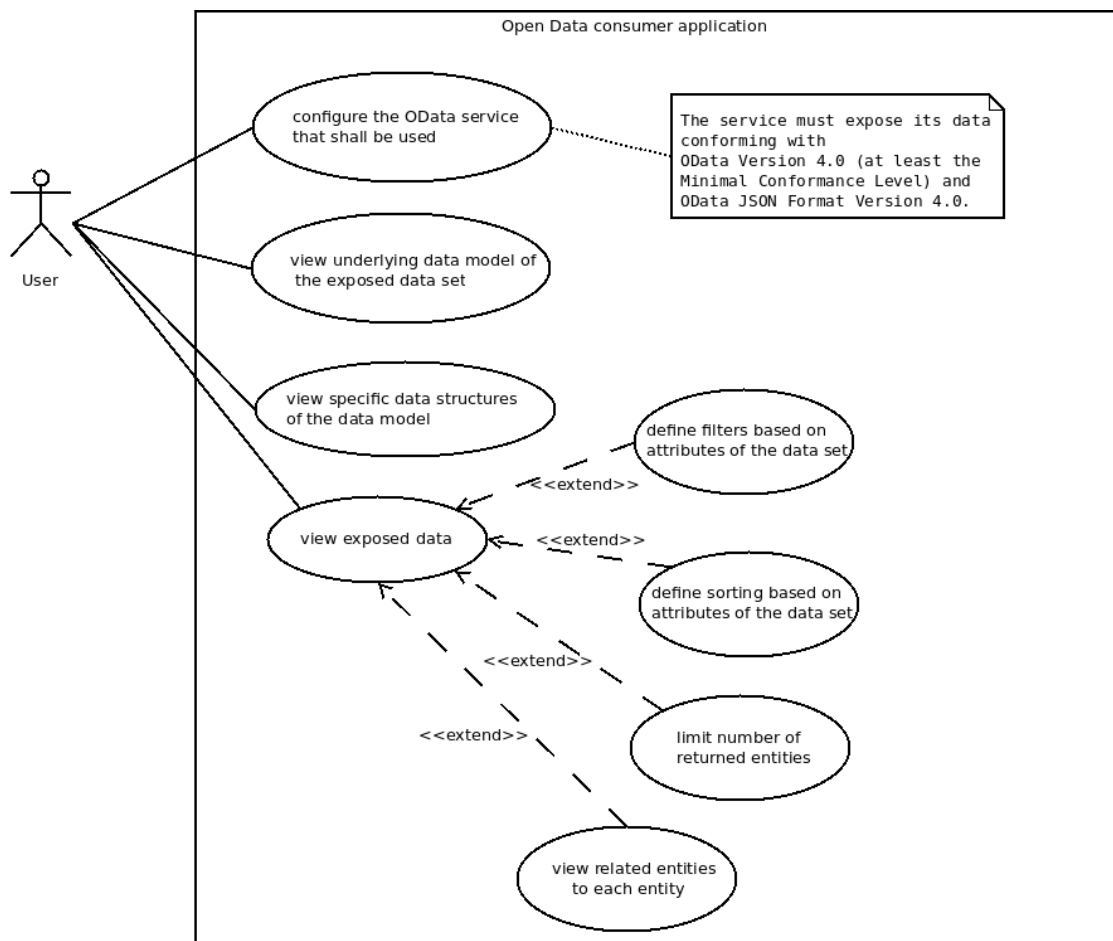 Open Data consumer application
configure the OData service
that shall be used
The service must expose its data
conforming with
OData Version 4.0 (at least the
Minimal Conformance Level) and
OData JSON Format Version 4.0.
User
view underlying data model of
the exposed data set
view specific data structures
of the data model
define filters based on
attributes of the data set
<<extend>>
view exposed data
<<extend>>
define sorting based on
attributes of the data set
<<extend>>
<<extend>>
limit number of
returned entities
view related entities
to each entity